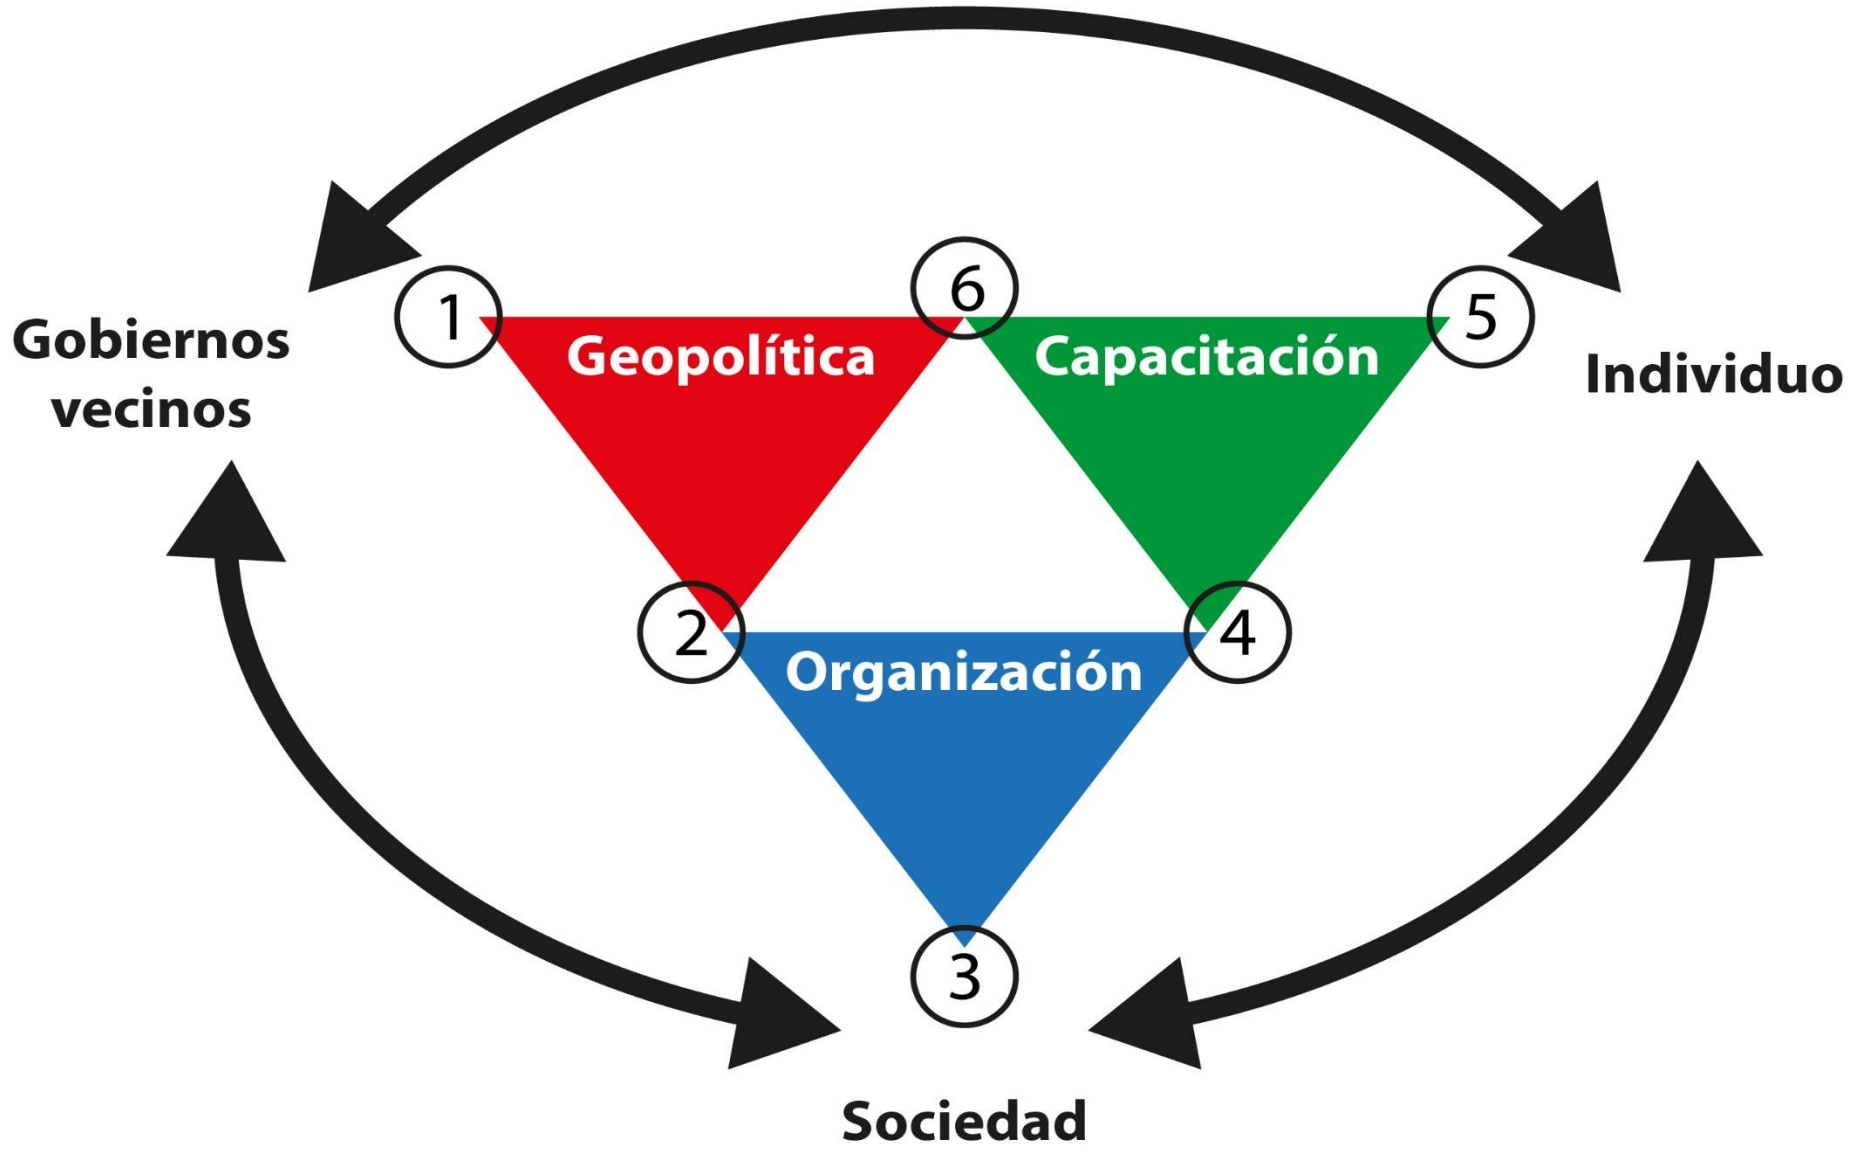 6
1
5
Geopolítica
Capacitación
Gobiernos
vecinos
Individuo
2
4
Organización
3
Sociedad